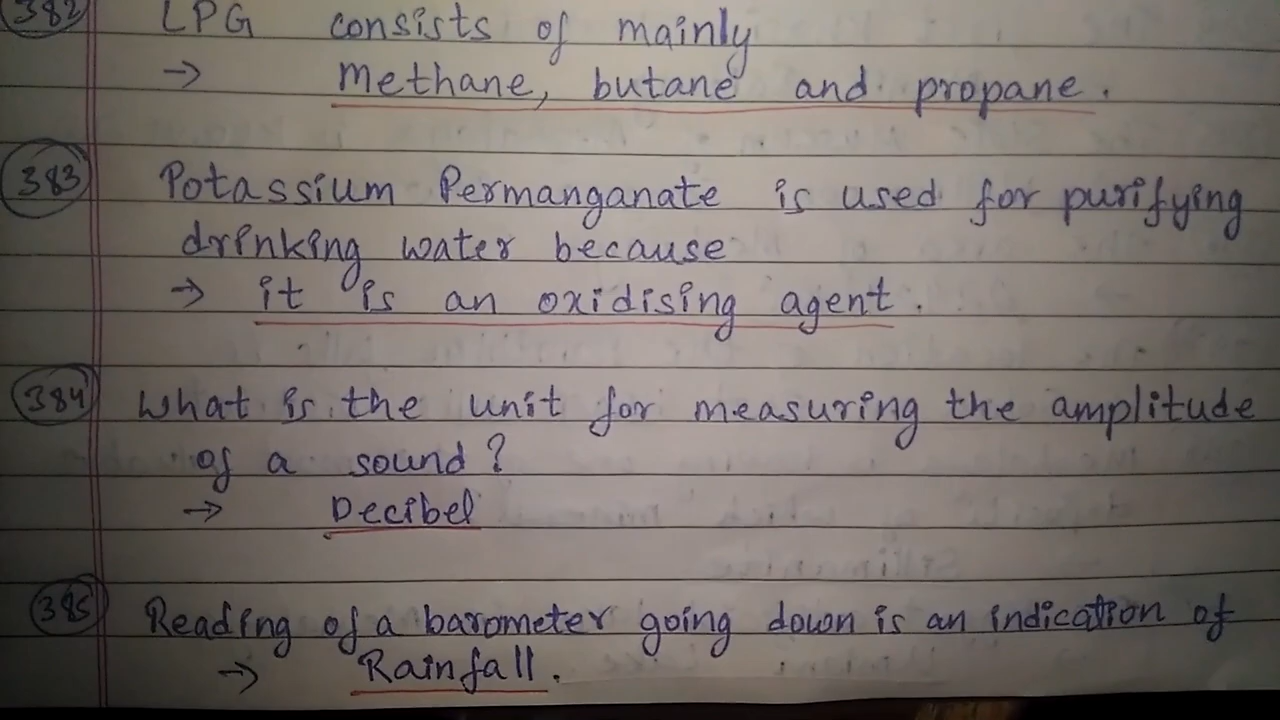 382 LPG consists of mainly
→ Methane, butane and propane.
383 Potassium Permanganate is used for purifying
drinking water because
→ it is an oxidising agent.
384 What is the unit for measuring the amplitude
of a sound?
→ Decibel
385 Reading of a barometer going down is an indication of
→ Rainfall.